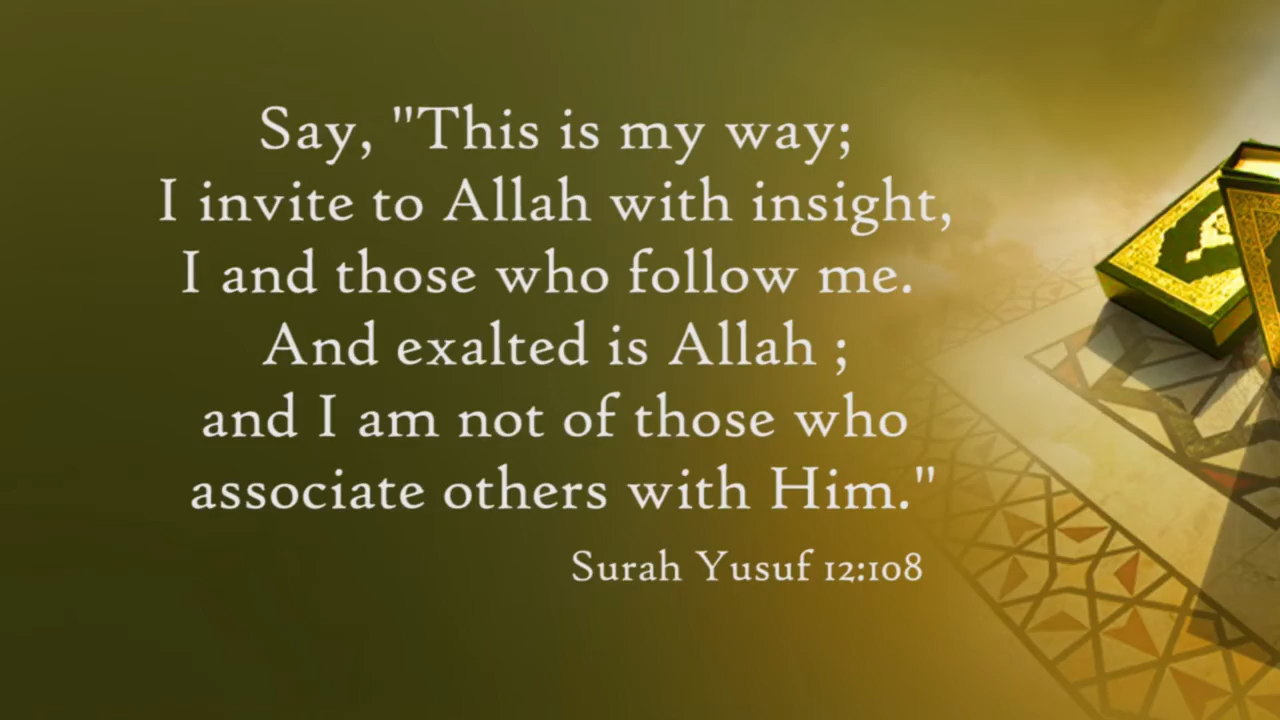 Say, "This is my way;
I invite to Allah with insight,
I and those who follow me.
And exalted is Allah ;
and I am not of those who
associate others with Him."
Surah Yusuf 12:108